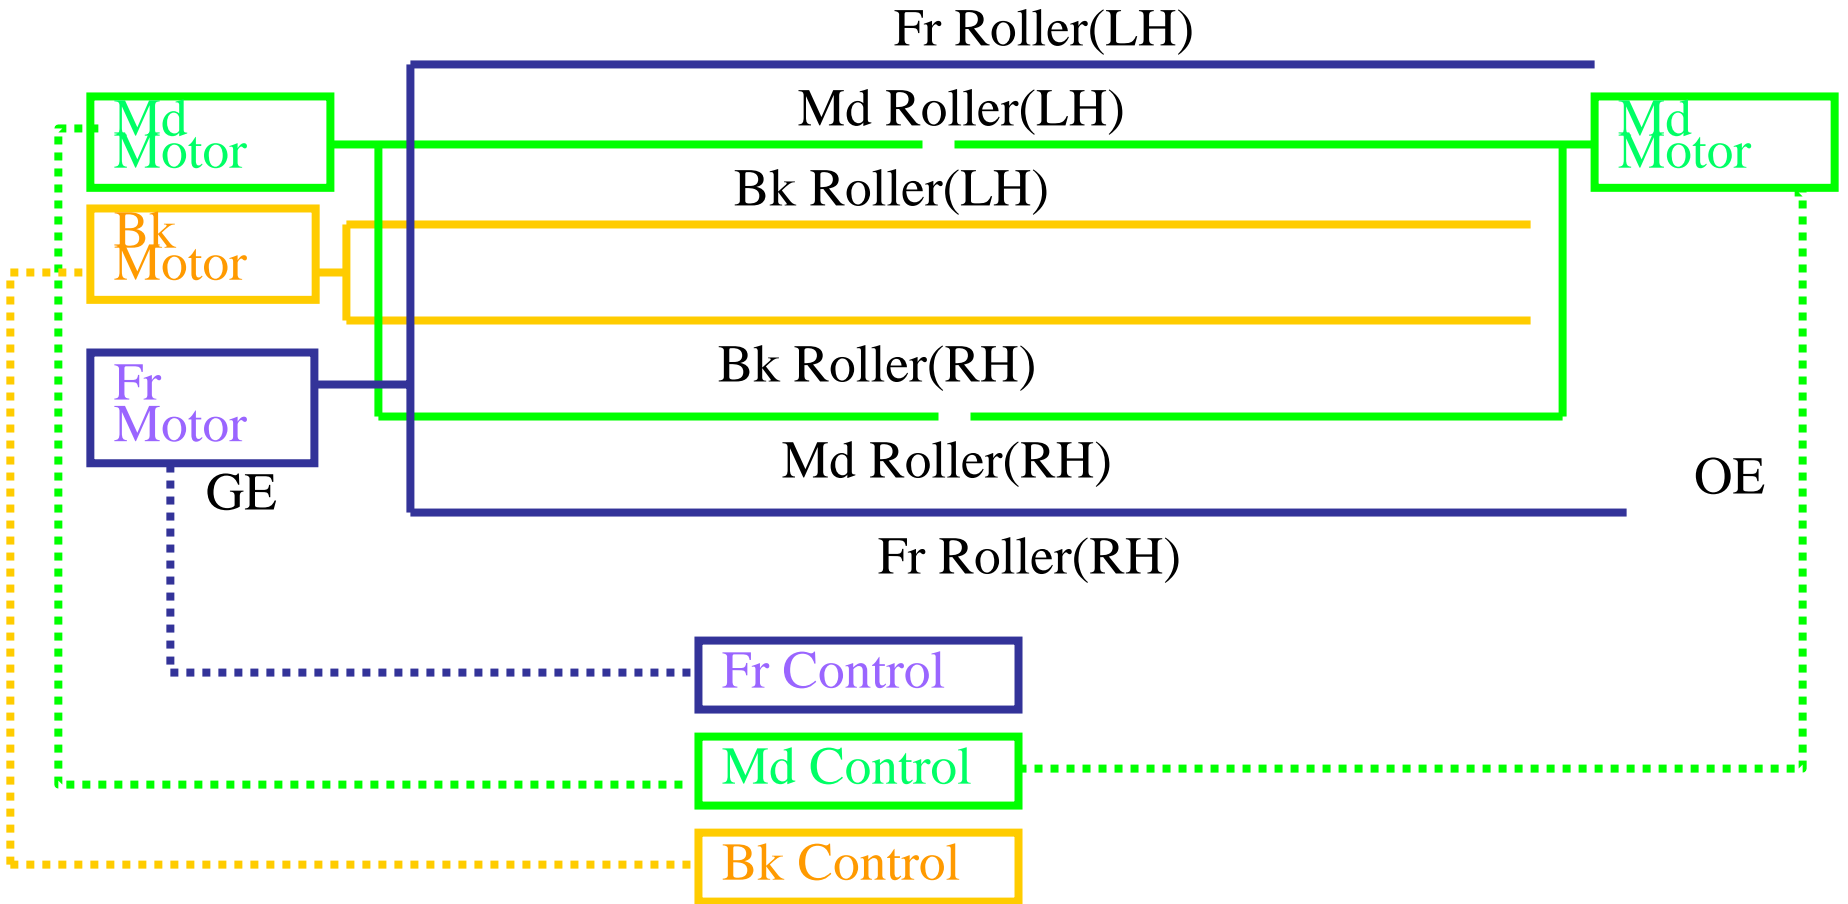 Fr Roller(LH)
Md Roller(LH)
Md
Motor
Md
Motor
Bk Roller(LH)
Bk
Motor
Bk Roller(RH)
Fr
Motor
Md Roller(RH)
GE
OE
Fr Roller(RH)
Fr Control
Md Control
Bk Control